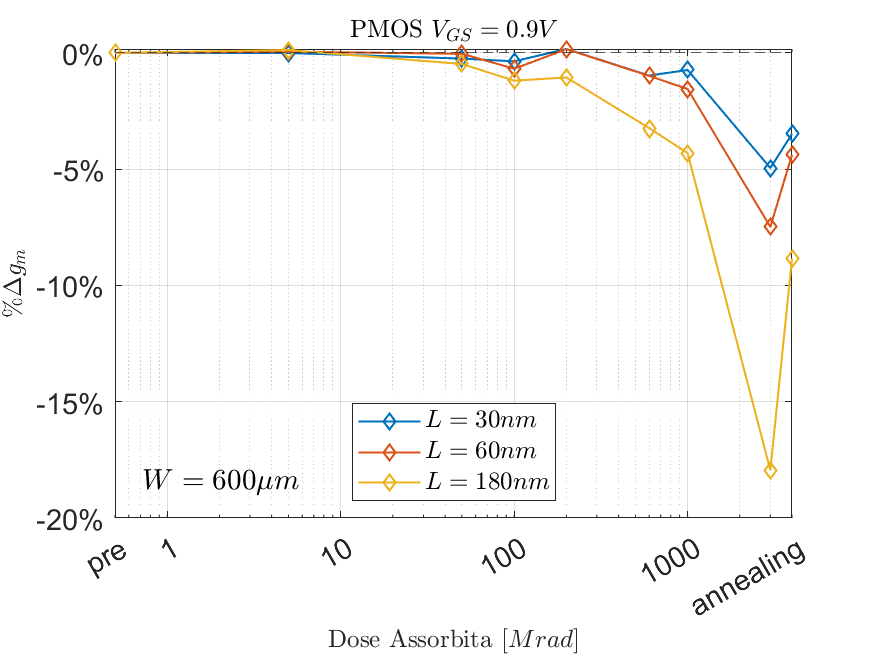 PMOS V_GS = 0.9V
%Δg_m
0%
-5%
-10%
-15%
-20%
W = 600μm
L = 30nm
L = 60nm
L = 180nm
pre
1
10
100
1000
annealing
Dose Assorbita [Mrad]